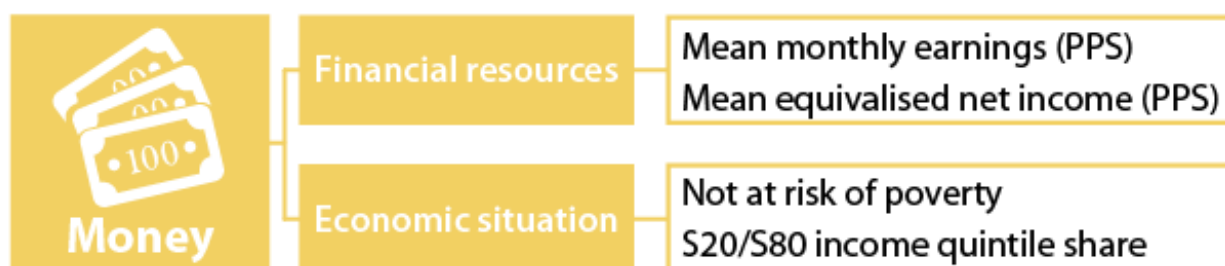 100
Money
Financial resources
Mean monthly earnings (PPS)
Mean equivalised net income (PPS)
Economic situation
Not at risk of poverty
S20/S80 income quintile share